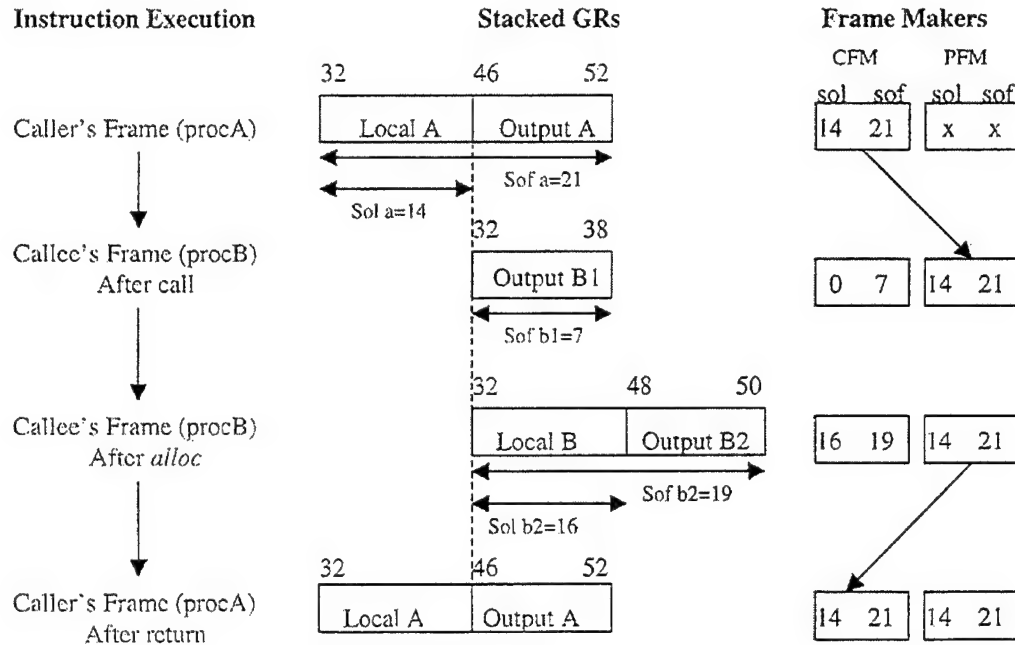 Instruction Execution
Stacked GRs
Frame Makers
CFM PFM
32 46 52
sol sof sol sof
Caller's Frame (procA)
Local A Output A
14 21 x x
Sof a=21
Sol a=14
32 38
Callee's Frame (procB)
After call
Output B1
0 7 14 21
Sof b1=7
32 48 50
Callee's Frame (procB)
After alloc
Local B Output B2
16 19 14 21
Sof b2=19
Sol b2=16
32 46 52
Caller's Frame (procA)
After return
Local A Output A
14 21 14 21